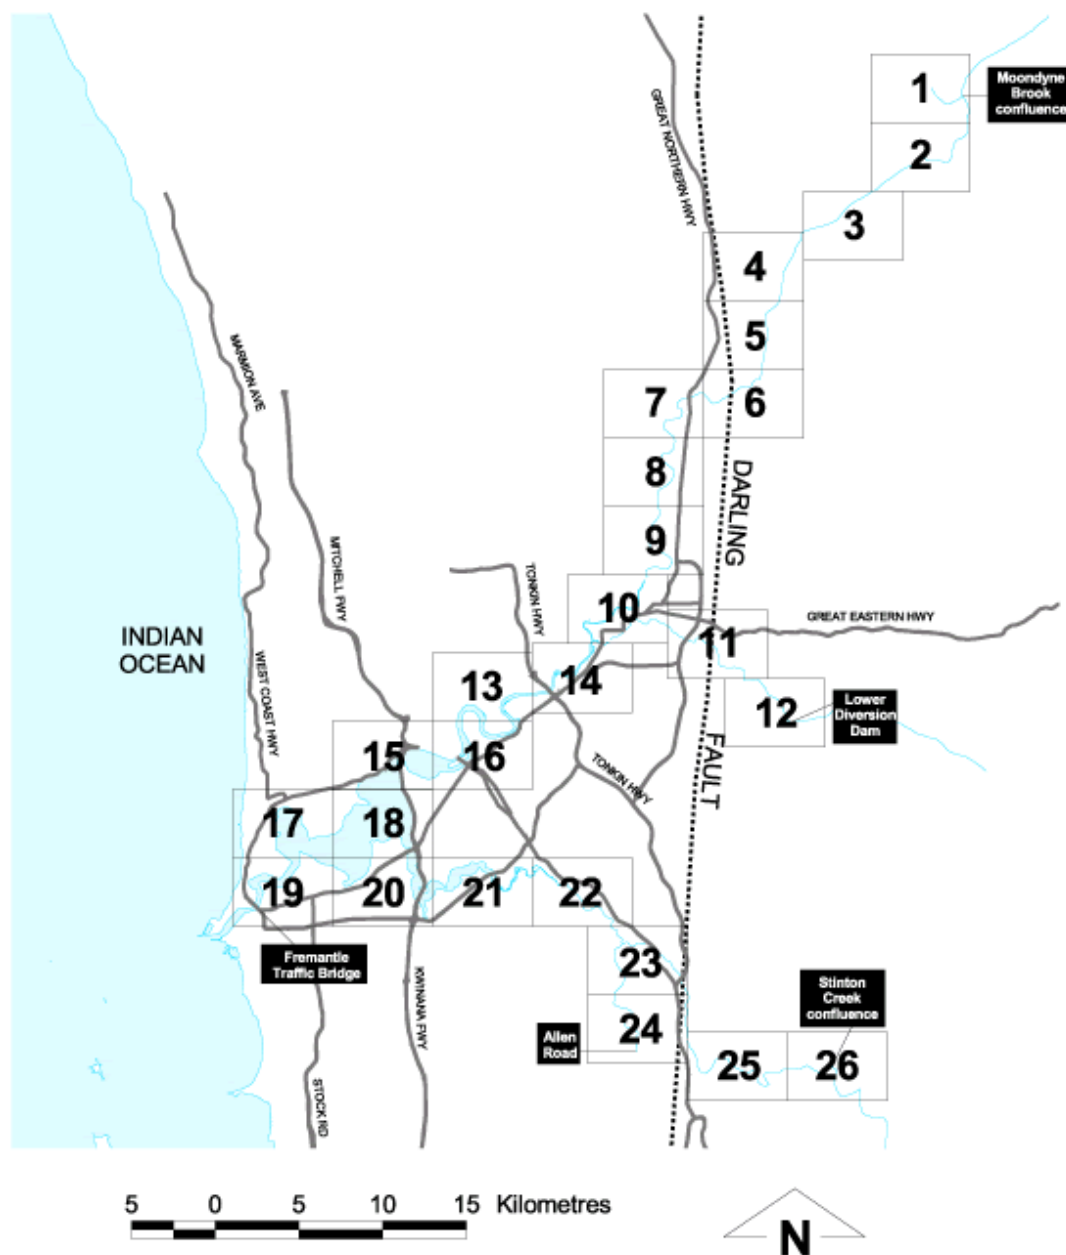 1
Moondyne
Brook
confluence
2
3
GREAT NORTHERN HWY
4
5
6
7
MARMION AVE
8
DARLING
9
MITCHELL FWY
TONKIN HWY
10
GREAT EASTERN HWY
11
INDIAN
OCEAN
WEST COAST HWY
13
14
12
Lower
Diversion
Dam
15
16
TONKIN HWY
FAULT
17
18
19
20
21
22
Fremantle
Traffic Bridge
23
KWINANA FWY
Stinton
Creek
confluence
24
Allen
Road
25
26
STOCK RD
5 0 5 10 15 Kilometres
N